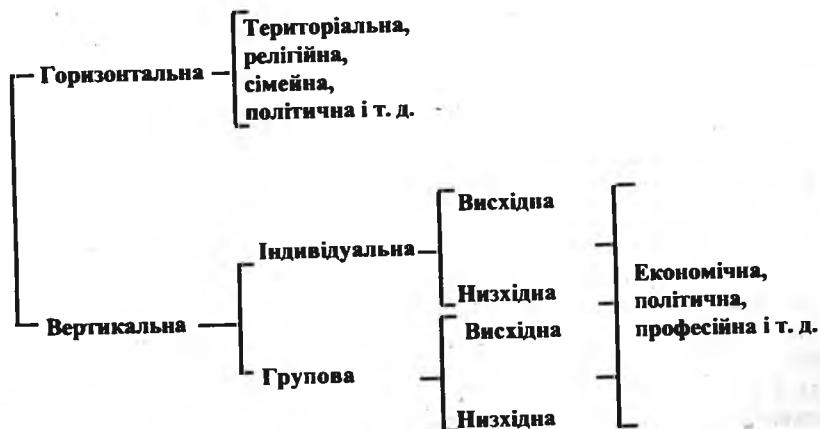 Територіальна,
Горизонтальна
релігійна,
сімейна,
політична і т. д.
Вертикальна
Індивідуальна
Висхідна
Низхідна
Групова
Висхідна
Низхідна
Економічна,
політична,
професійна і т. д.